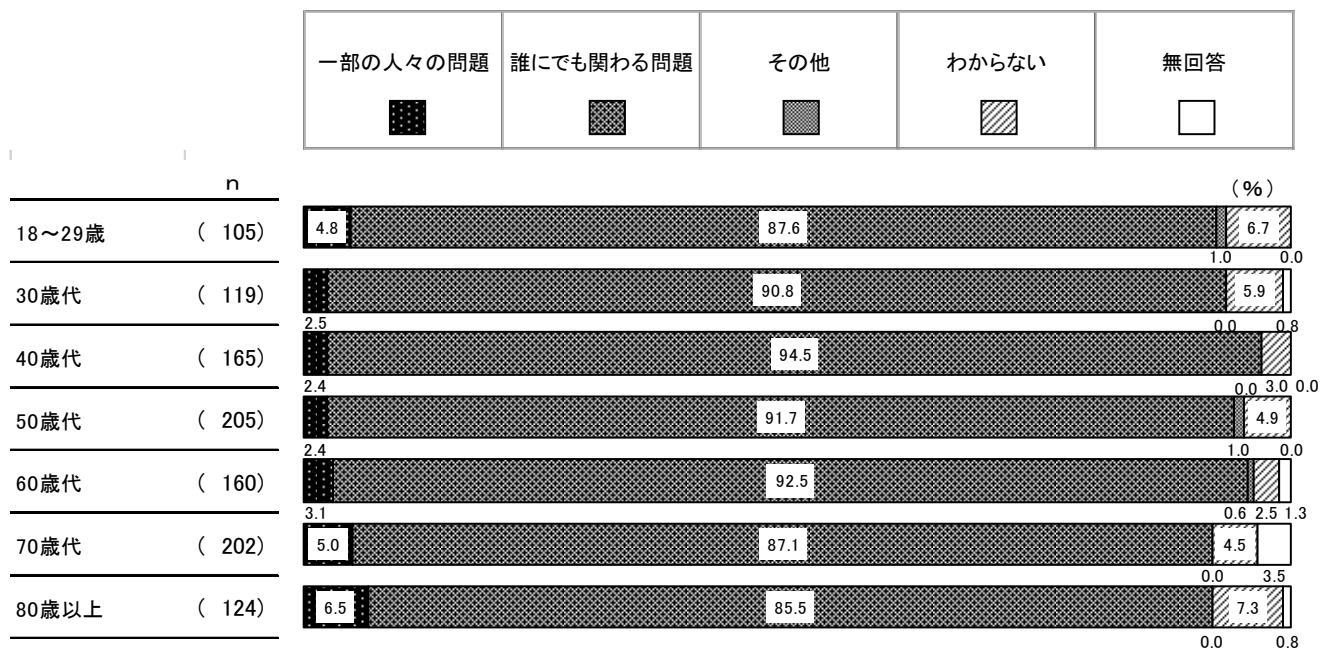 一部の人々の問題 誰にでも関わる問題 その他 わからない 無回答
n
(%)
18～29歳 ( 105) 4.8 87.6 6.7
1.0 0.0
30歳代 ( 119) 90.8 5.9
2.5 0.0 0.8
40歳代 ( 165) 94.5
2.4 0.0 3.0 0.0
50歳代 ( 205) 91.7 4.9
2.4 1.0 0.0
60歳代 ( 160) 92.5
3.1 0.6 2.5 1.3
70歳代 ( 202) 5.0 87.1 4.5
0.0 3.5
80歳以上 ( 124) 6.5 85.5 7.3
0.0 0.8